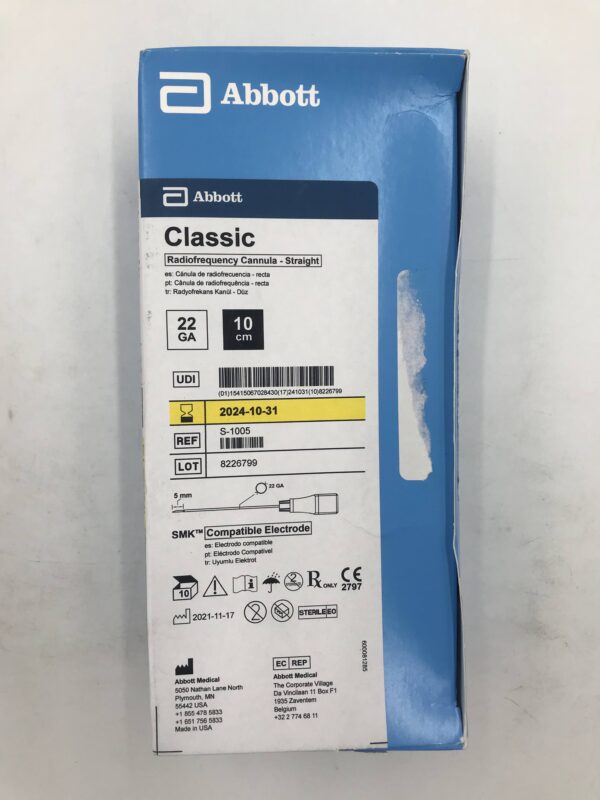 Abbott
Abbott
Classic
Radiofrequency Cannula - Straight
es: Cánula de radiofrecuencia - recta
pt: Cânula de radiofrequência - recta
tr: Radyofrekans Kanül - Düz
22
GA
10
cm
UDI
(01)15415067028430(17)241031(10)8226799
2024-10-31
REF
S-1005
LOT
8226799
22 GA
5 mm
SMK™ Compatible Electrode
es: Electrodo compatible
pt: Eléctrodo Compatível
tr: Uyumlu Elektrot
10
i
2
Rx ONLY
CE
2797
2021-11-17
2
STERILE EO
600081285
Abbott Medical
5050 Nathan Lane North
Plymouth, MN
55442 USA
+1 855 478 5833
+1 651 756 5833
Made in USA
EC REP
Abbott Medical
The Corporate Village
Da Vincilaan 11 Box F1
1935 Zaventem
Belgium
+32 2 774 68 11